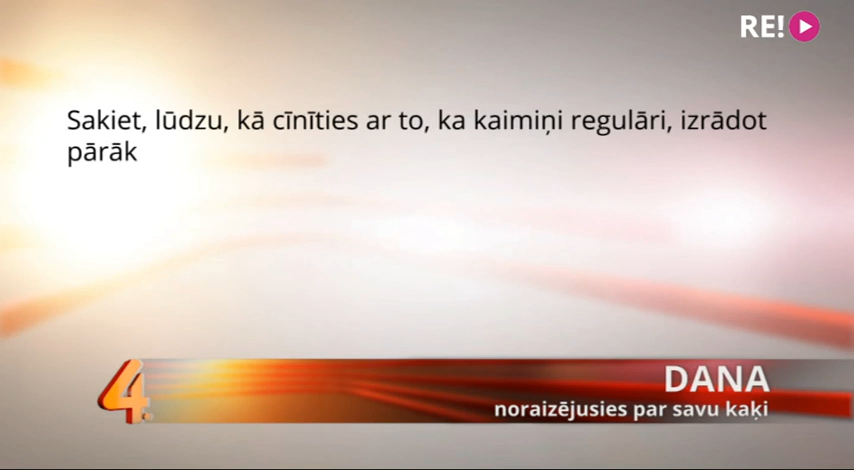 RE!
Sakiet, lūdzu, kā cīnīties ar to, ka kaimiņi regulāri, izrādot
pārāk
4.
DANA
noraizējusies par savu kaķi